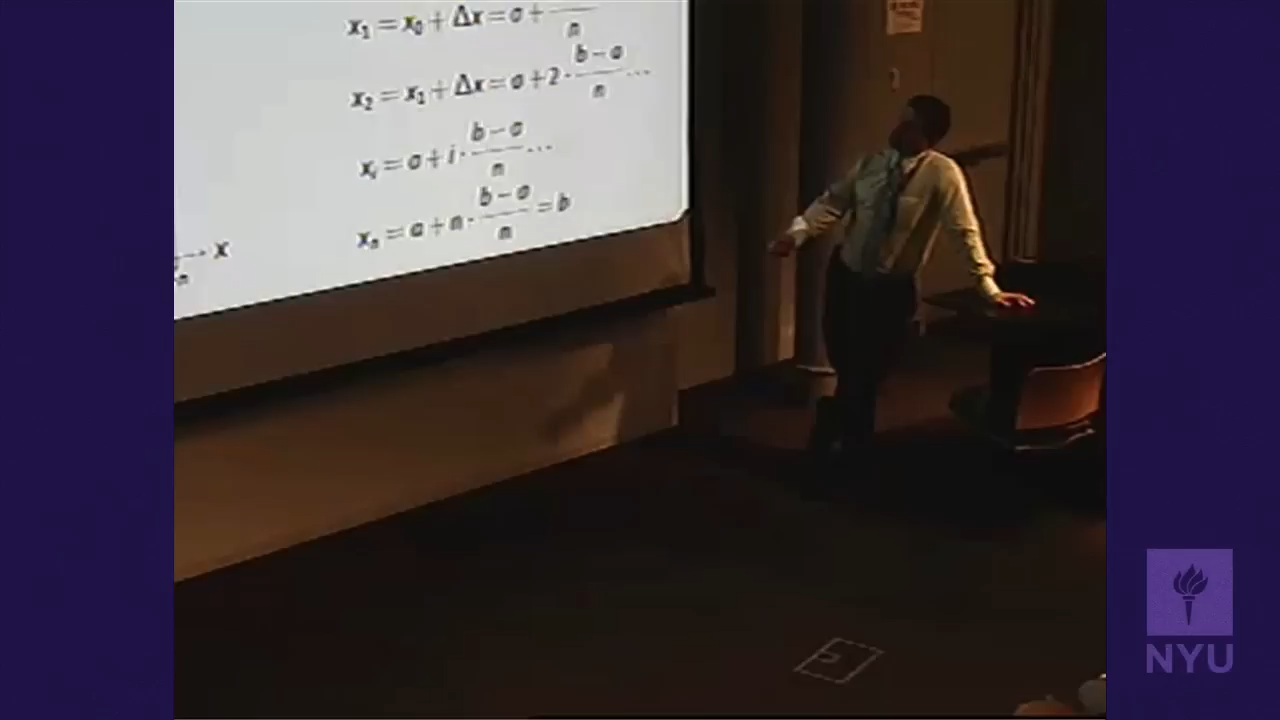 x₁ = x₀ + Δx = a + ― n
x₂ = x₁ + Δx = a + 2 · (b − a)/n ...
xᵢ = a + i · (b − a)/n ...
xₙ = a + n · (b − a)/n = b
n → x
NYU